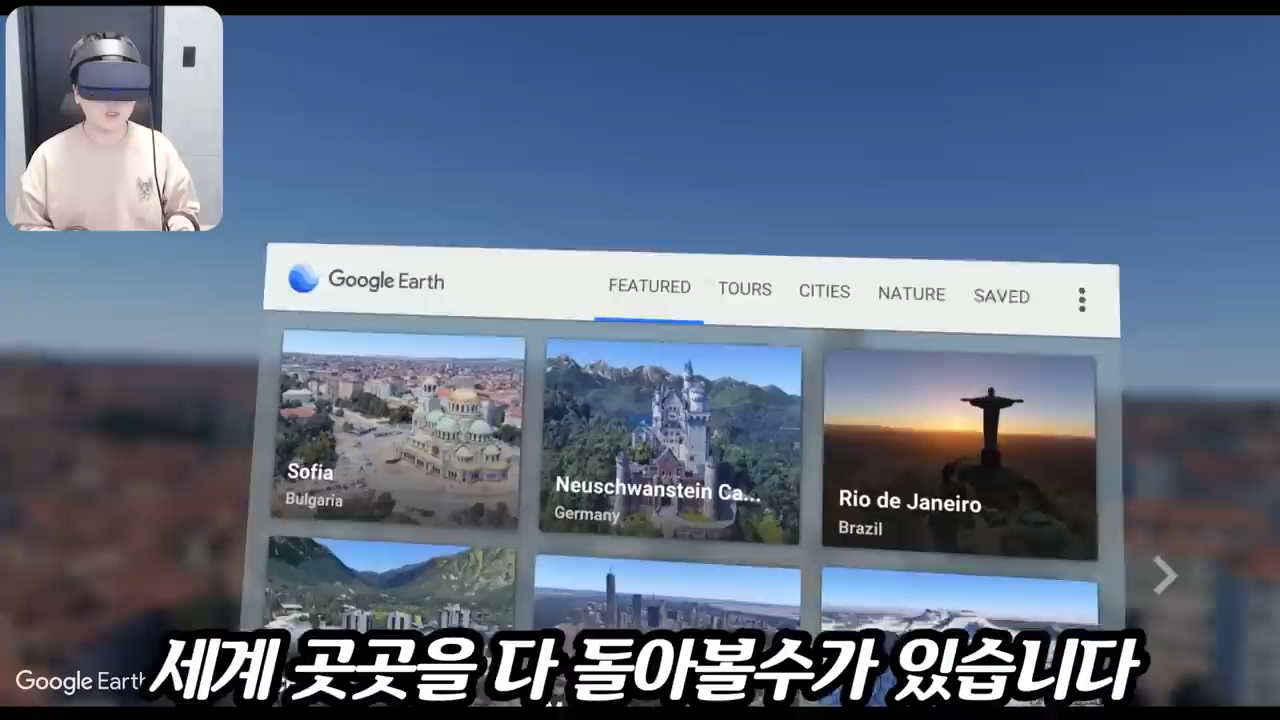 Google Earth
FEATURED TOURS CITIES NATURE SAVED
Sofia
Bulgaria
Neuschwanstein Ca...
Germany
Rio de Janeiro
Brazil
세계 곳곳을 다 돌아볼수가 있습니다
Google Earth